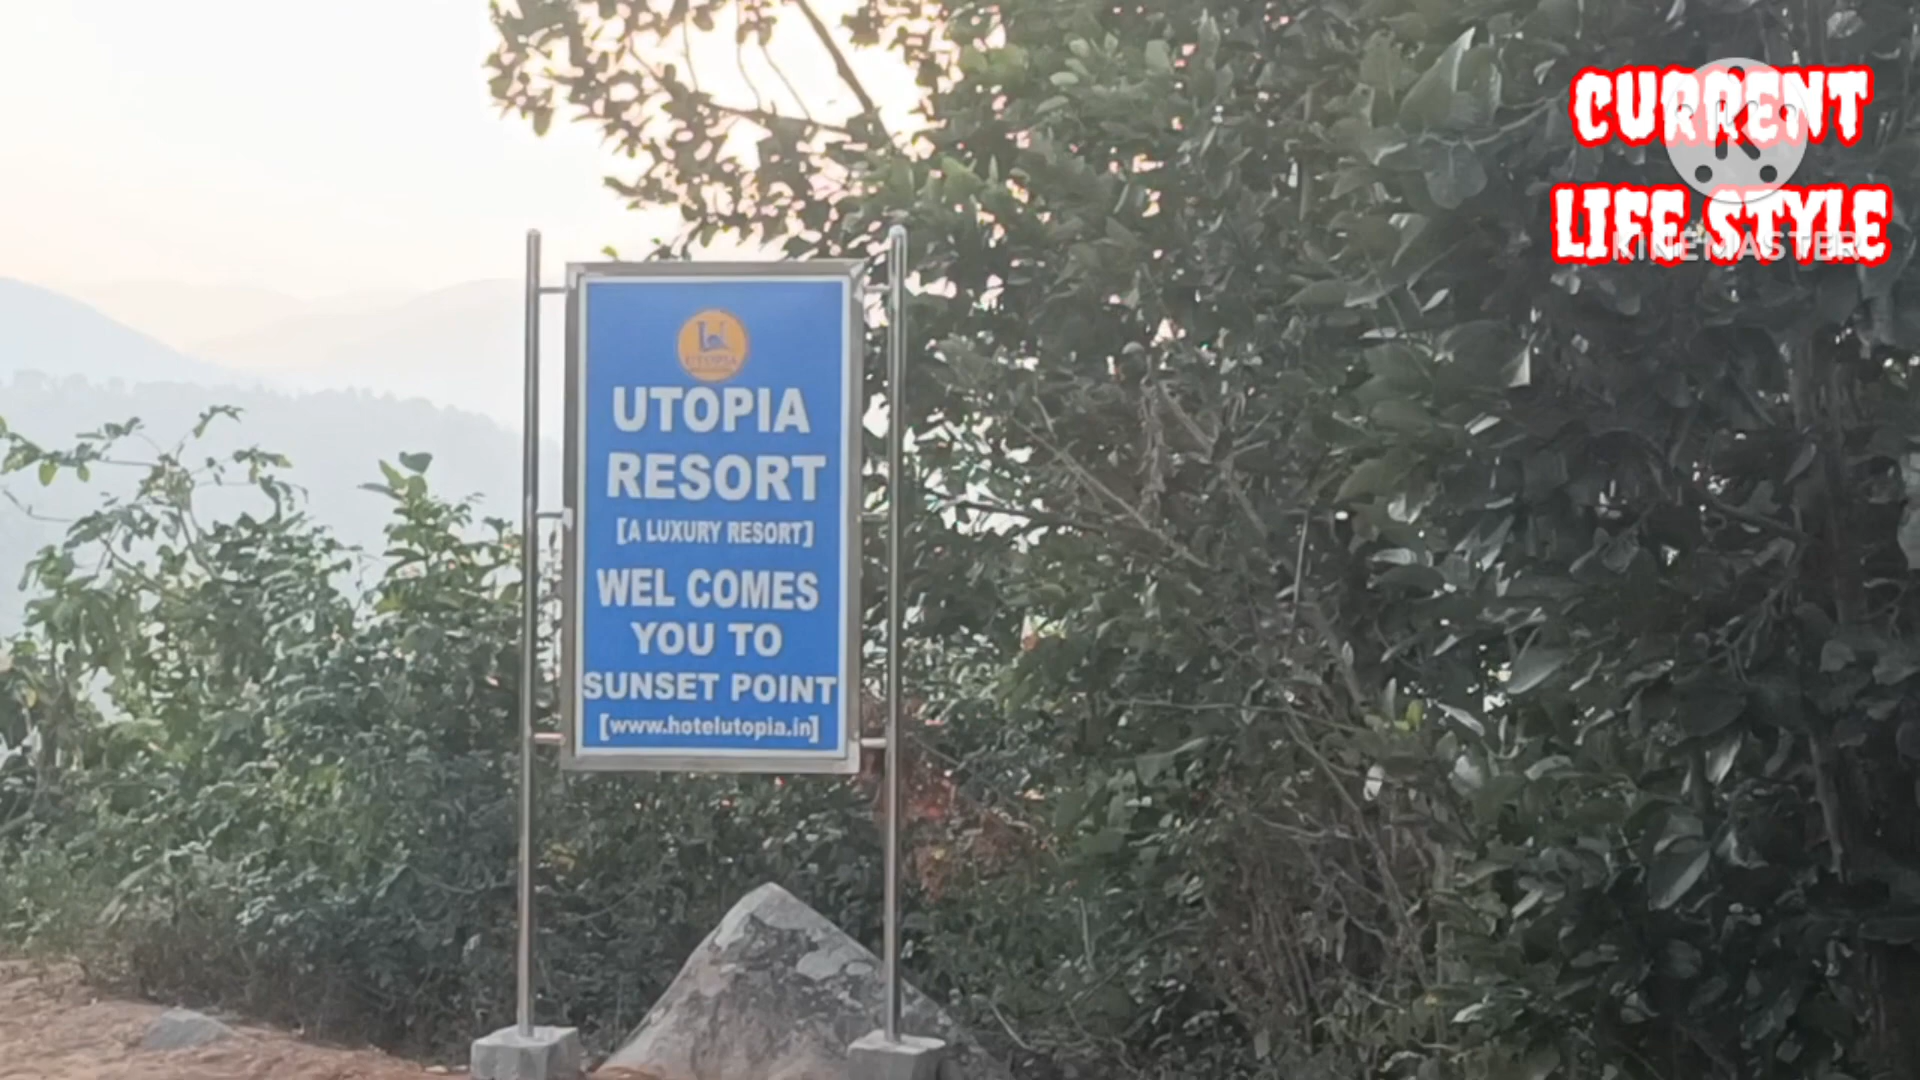 UTOPIA
UTOPIA
RESORT
[A LUXURY RESORT]
WEL COMES
YOU TO
SUNSET POINT
[www.hotelutopia.in]
CURRENT
LIFE STYLE
KINEMASTER